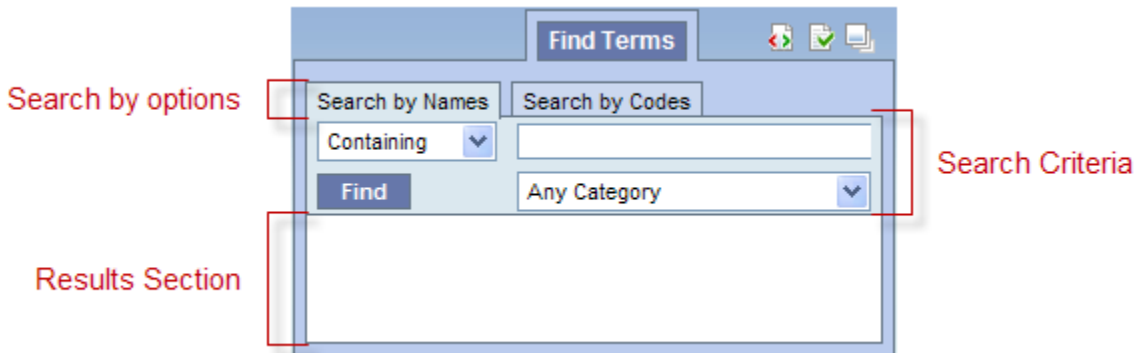 Find Terms
Search by options
Search by Names
Search by Codes
Containing
Search Criteria
Find
Any Category
Results Section